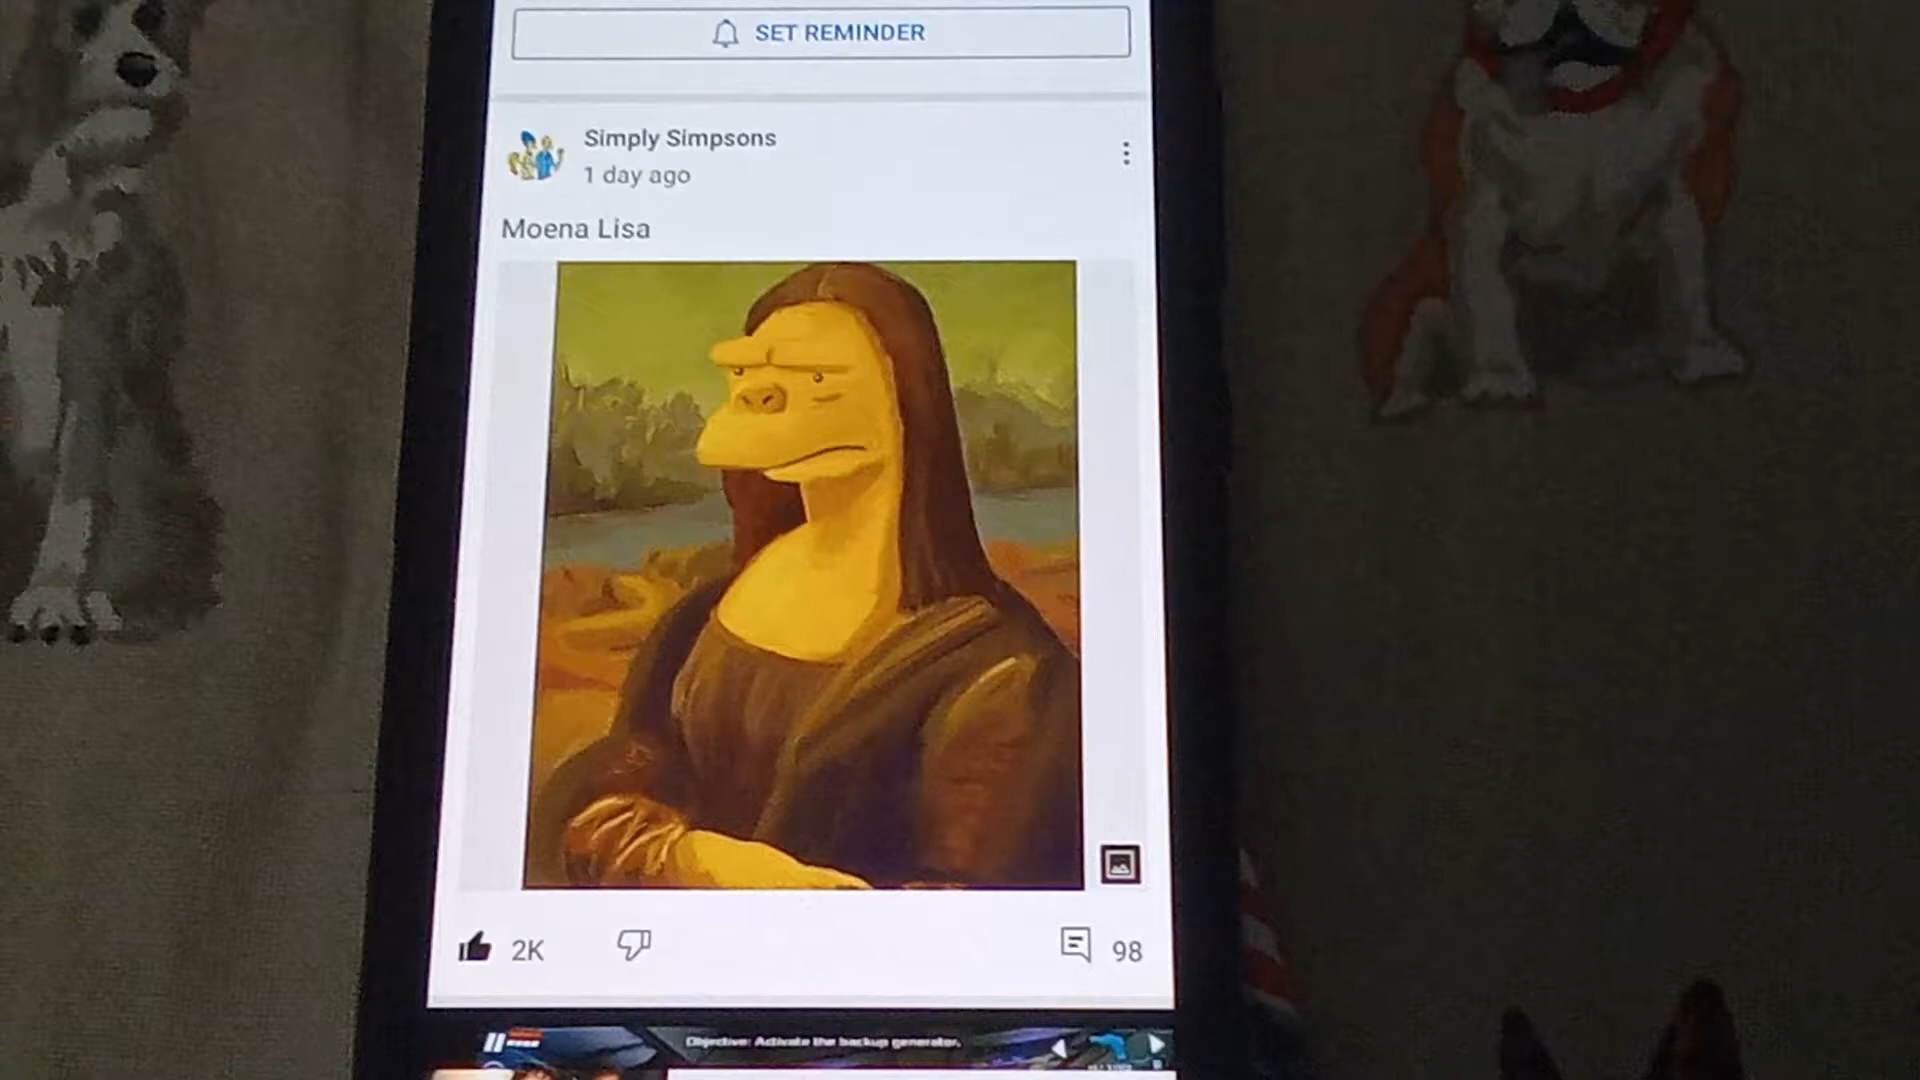 SET REMINDER
Simply Simpsons
1 day ago
Moena Lisa
2K
98
Objective: Activate the backup generator.